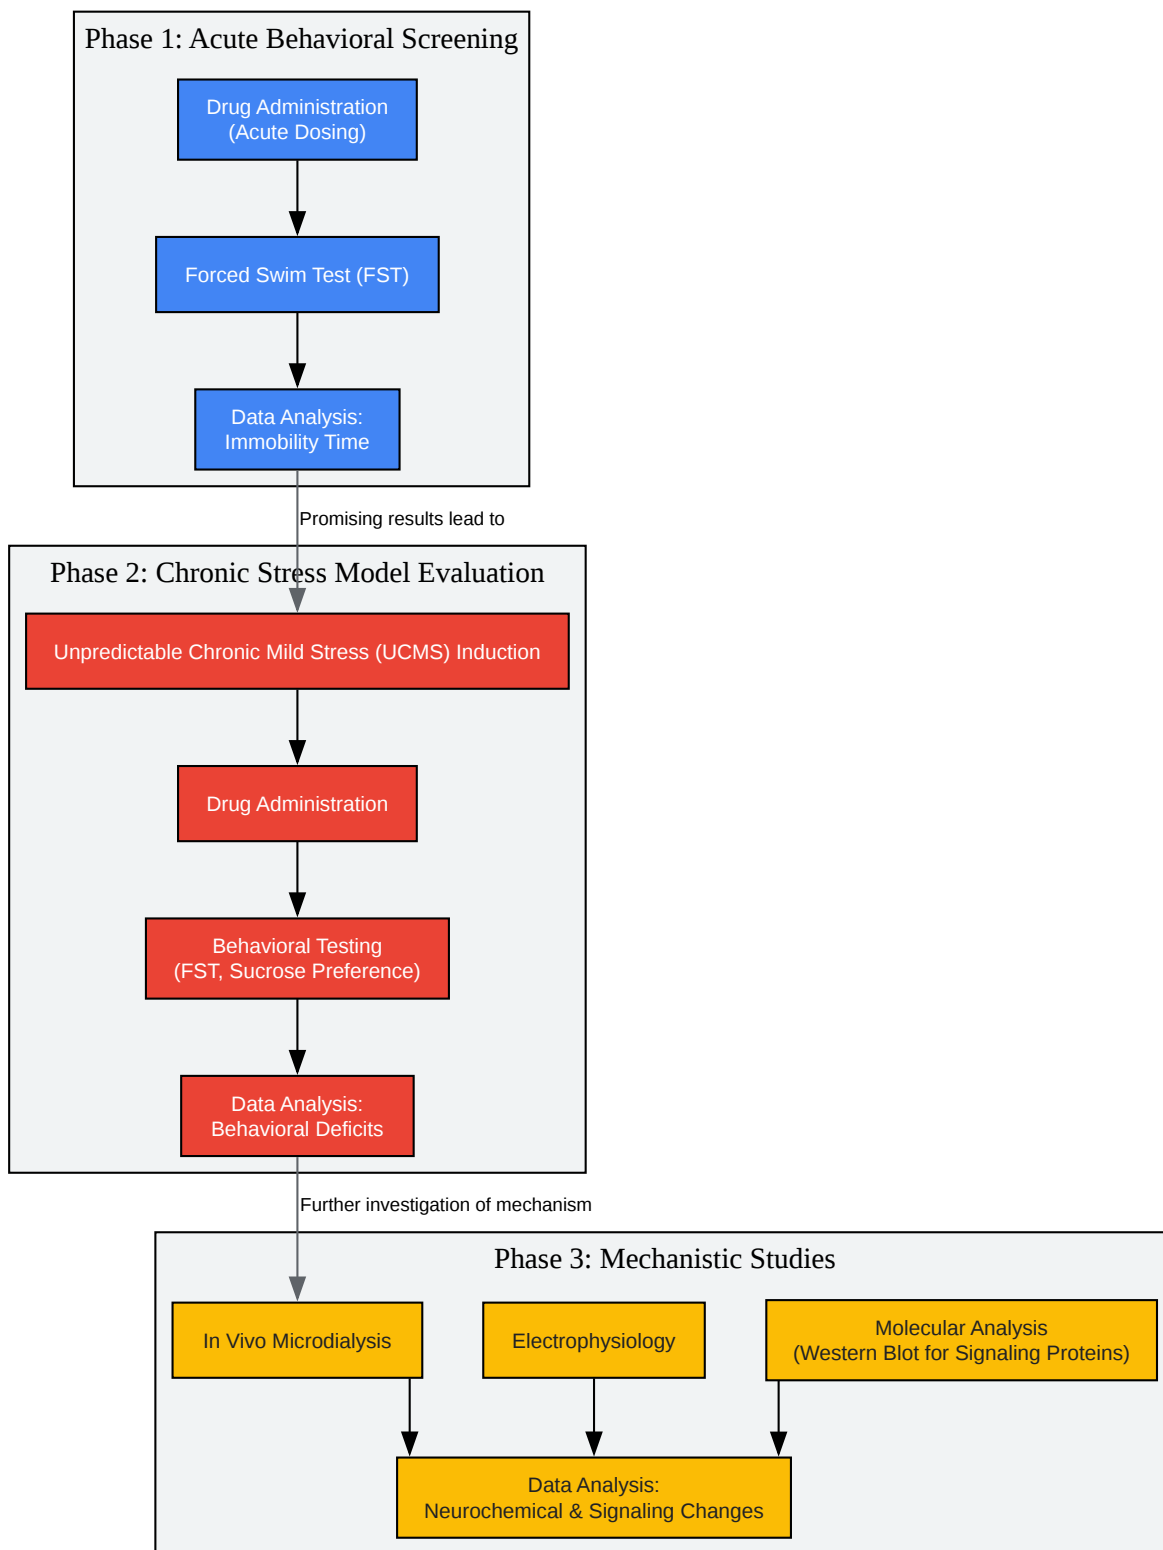 Phase 1: Acute Behavioral Screening
Drug Administration
(Acute Dosing)
Forced Swim Test (FST)
Data Analysis:
Immobility Time
Promising results lead to
Phase 2: Chronic Stress Model Evaluation
Unpredictable Chronic Mild Stress (UCMS) Induction
Drug Administration
Behavioral Testing
(FST, Sucrose Preference)
Data Analysis:
Behavioral Deficits
Further investigation of mechanism
Phase 3: Mechanistic Studies
In Vivo Microdialysis
Electrophysiology
Molecular Analysis
(Western Blot for Signaling Proteins)
Data Analysis:
Neurochemical & Signaling Changes